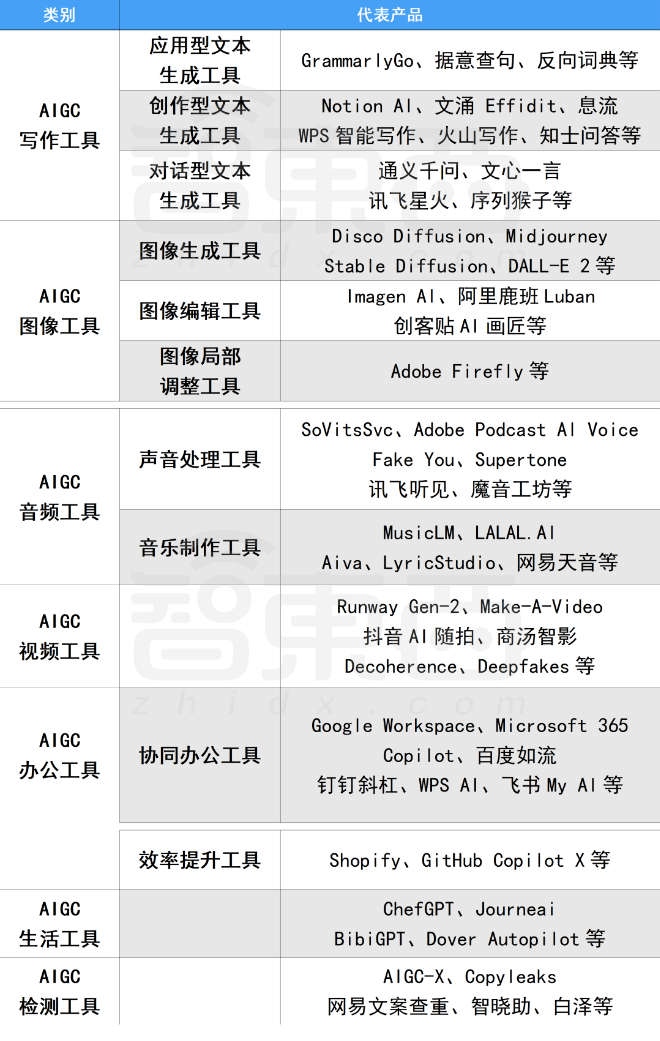 类别
代表产品
AIGC
写作工具
应用型文本
生成工具
GrammarlyGo、据意查句、反向词典等
创作型文本
生成工具
Notion AI、文涌 Effidit、息流
WPS 智能写作、火山写作、知士问答等
对话型文本
生成工具
通义千问、文心一言
讯飞星火、序列猴子等
AIGC
图像工具
图像生成工具
Disco Diffusion、Midjourney
Stable Diffusion、DALL-E 2 等
图像编辑工具
Imagen AI、阿里鹿班 Luban
创客贴 AI 画匠等
图像局部
调整工具
Adobe Firefly 等
AIGC
音频工具
声音处理工具
SoVitsSvc、Adobe Podcast AI Voice
Fake You、Supertone
讯飞听见、魔音工坊等
音乐制作工具
MusicLM、LALAL.AI
Aiva、LyricStudio、网易天音等
AIGC
视频工具
Runway Gen-2、Make-A-Video
抖音 AI 随拍、商汤智影
Decoherence、Deepfakes 等
AIGC
办公工具
协同办公工具
Google Workspace、Microsoft 365
Copilot、百度如流
钉钉斜杠、WPS AI、飞书 My AI 等
效率提升工具
Shopify、GitHub Copilot X 等
AIGC
生活工具
ChefGPT、Journeai
BibiGPT、Dover Autopilot 等
AIGC
检测工具
AIGC-X、Copyleaks
网易文案查重、智晓助、白泽等
智東西
zhidx.com
智東西
zhidx.com